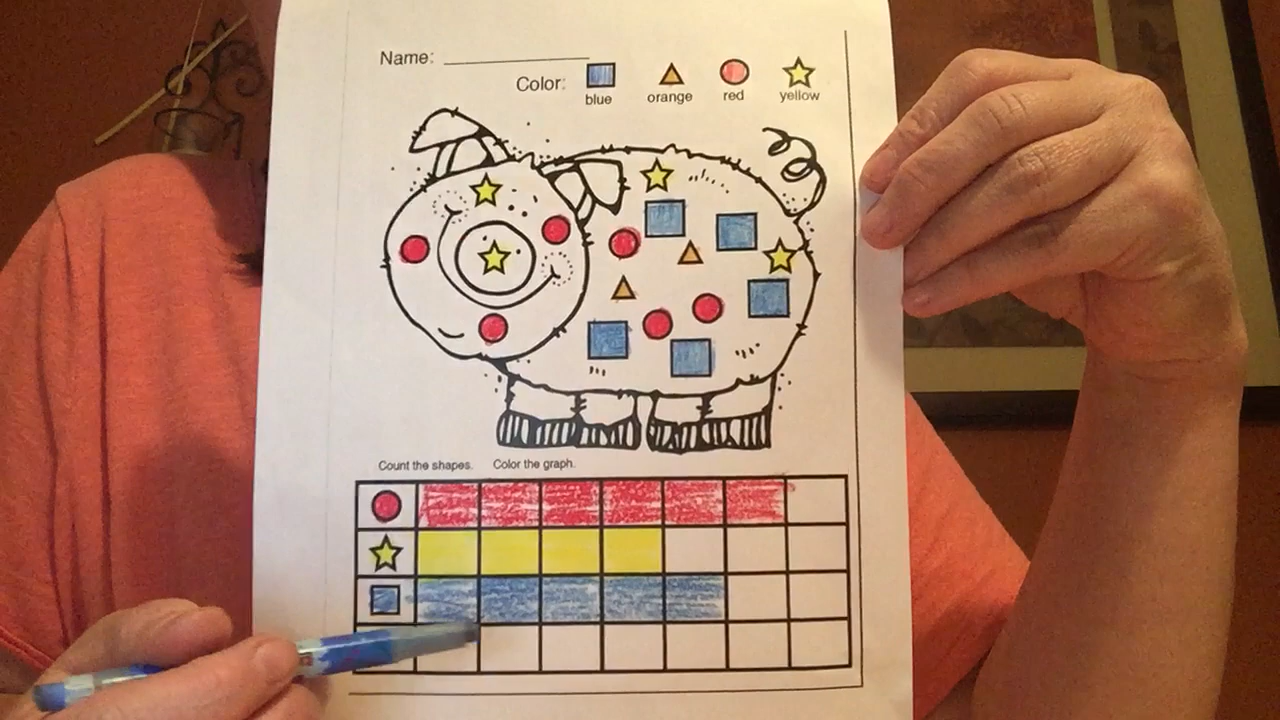 Name:
Color:
blue orange red yellow
Count the shapes. Color the graph.